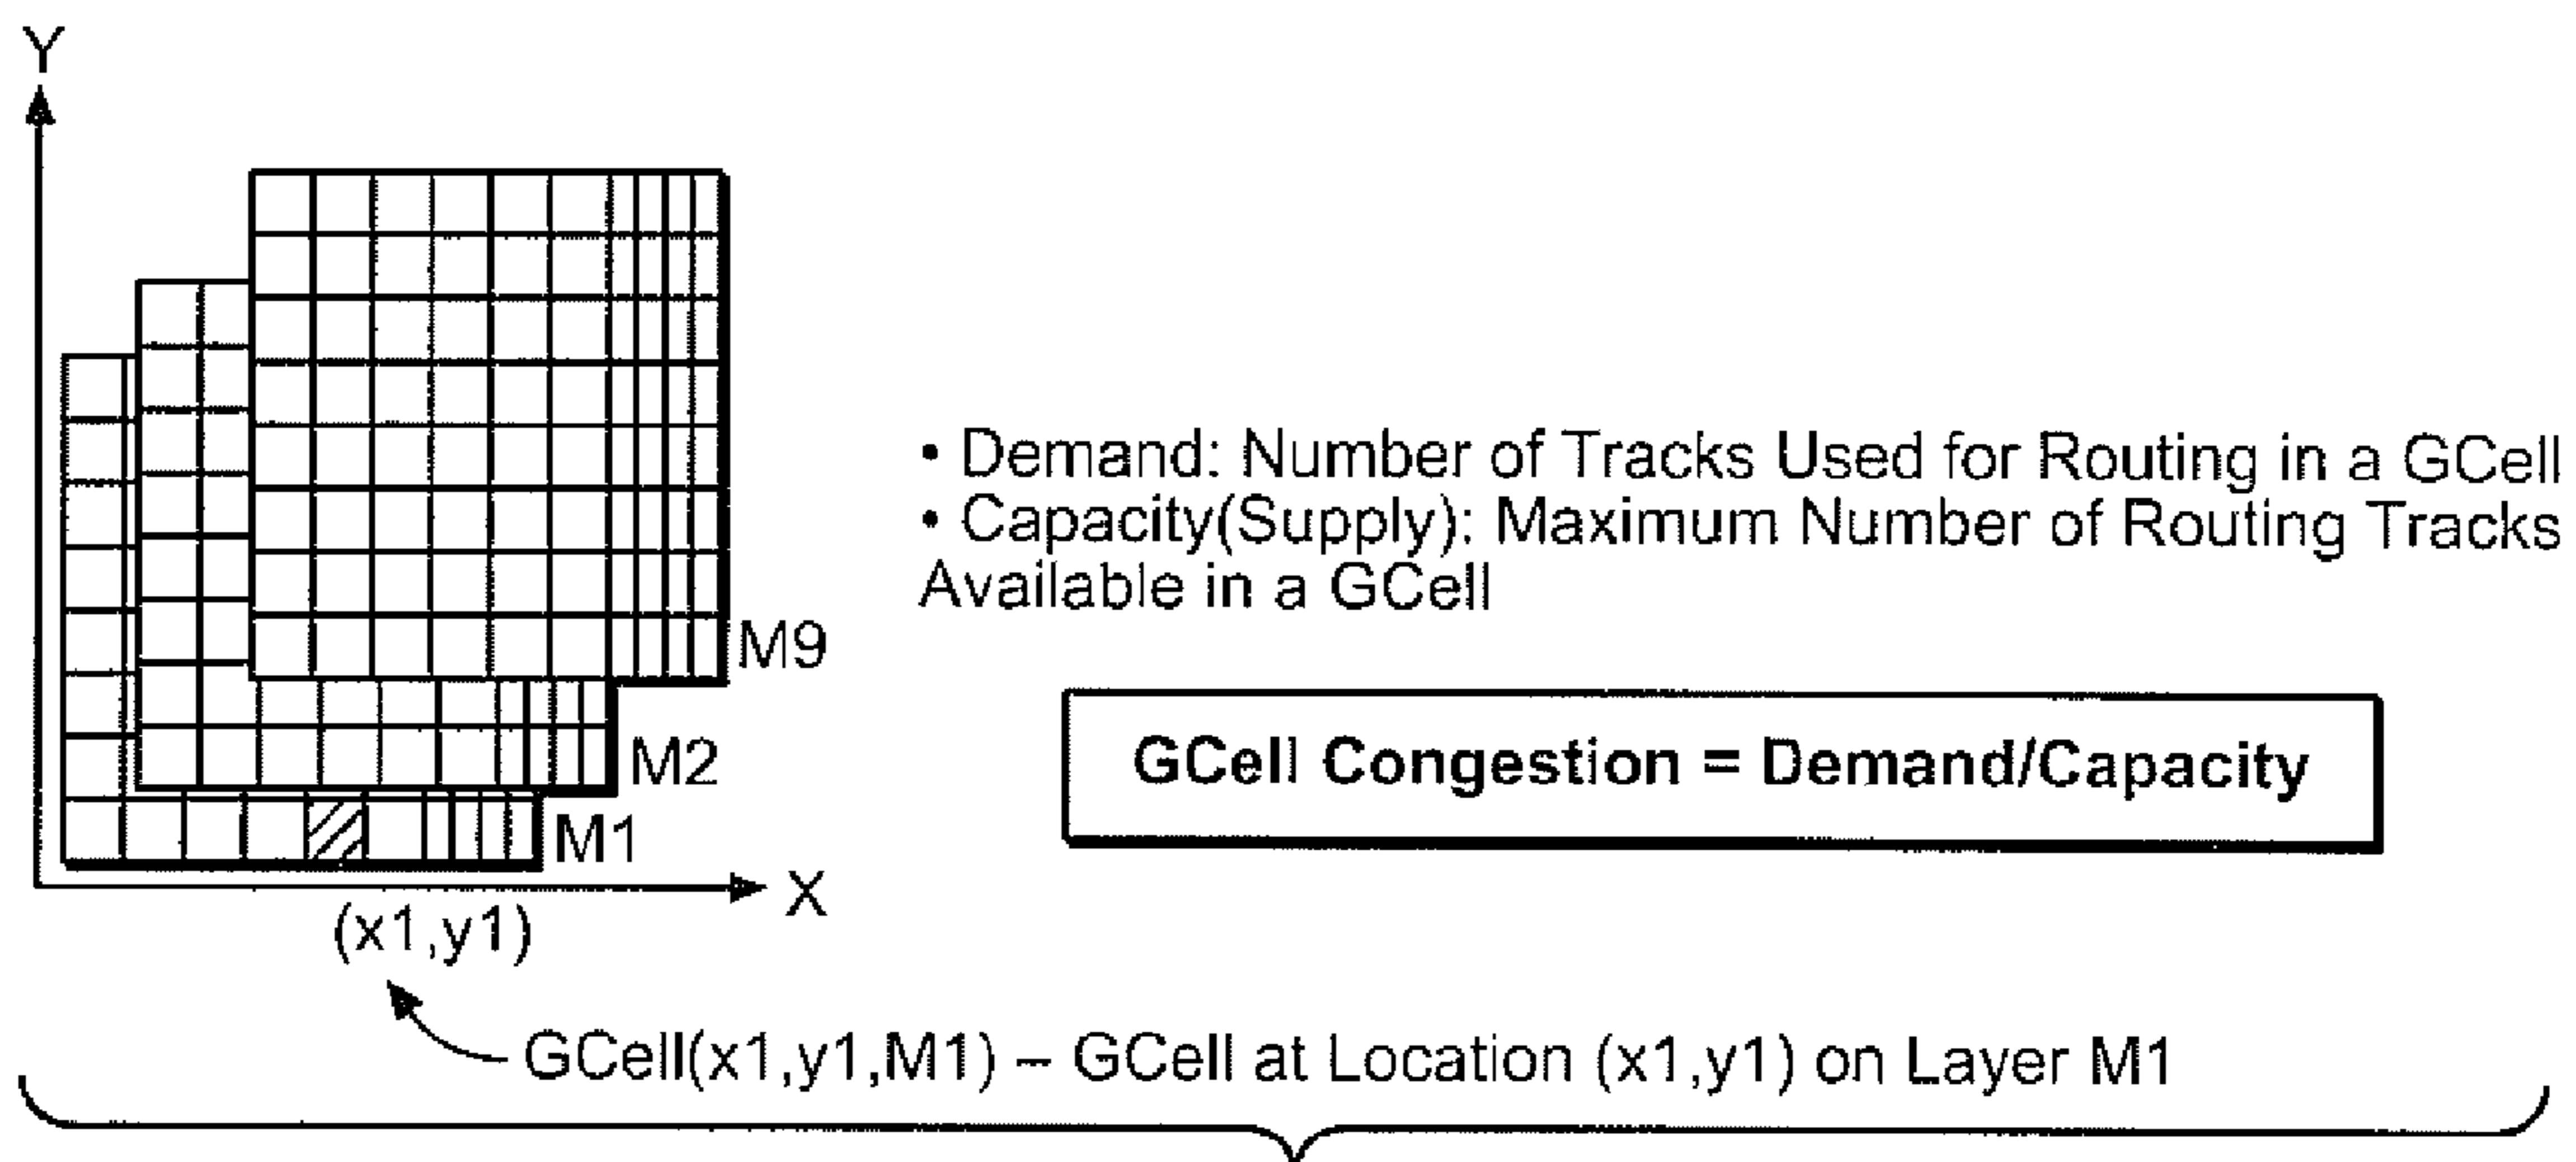 Y
• Demand: Number of Tracks Used for Routing in a GCell
• Capacity(Supply): Maximum Number of Routing Tracks
Available in a GCell
M9
M2
GCell Congestion = Demand/Capacity
M1
X
(x1,y1)
GCell(x1,y1,M1) – GCell at Location (x1,y1) on Layer M1